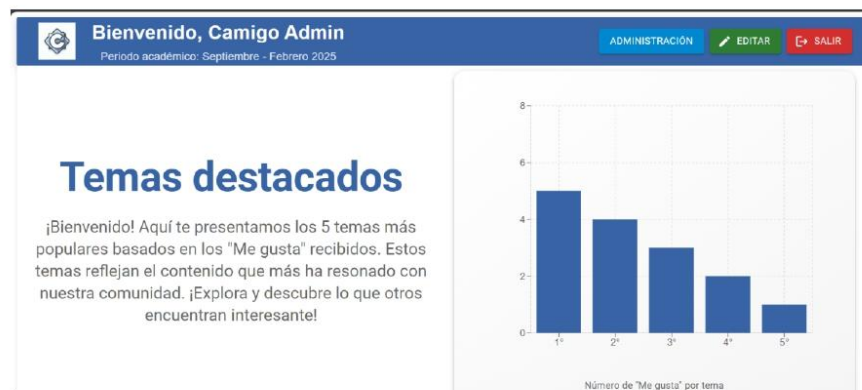 Bienvenido, Camigo Admin
Periodo académico: Septiembre - Febrero 2025
ADMINISTRACIÓN
EDITAR
SALIR
Temas destacados
¡Bienvenido! Aquí te presentamos los 5 temas más
populares basados en los "Me gusta" recibidos. Estos
temas reflejan el contenido que más ha resonado con
nuestra comunidad. ¡Explora y descubre lo que otros
encuentran interesante!
8
6
4
2
0
1° 2° 3° 4° 5°
Número de "Me gusta" por tema